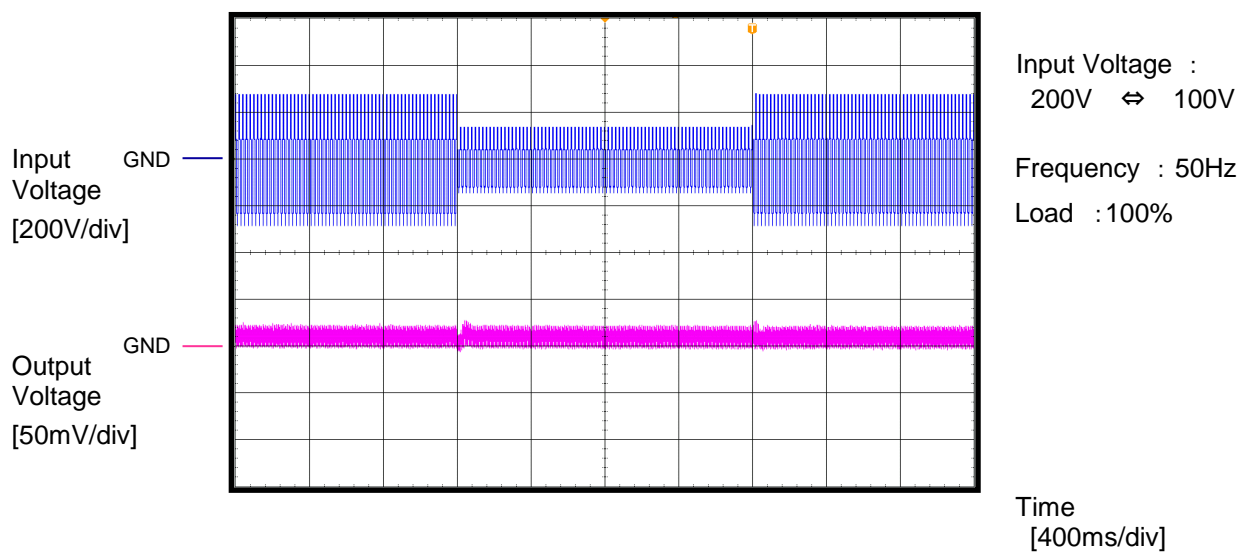 T
Input Voltage :
200V ⇔ 100V
Input
Voltage
[200V/div]
GND
Frequency : 50Hz
Load :100%
GND
Output
Voltage
[50mV/div]
Time
[400ms/div]